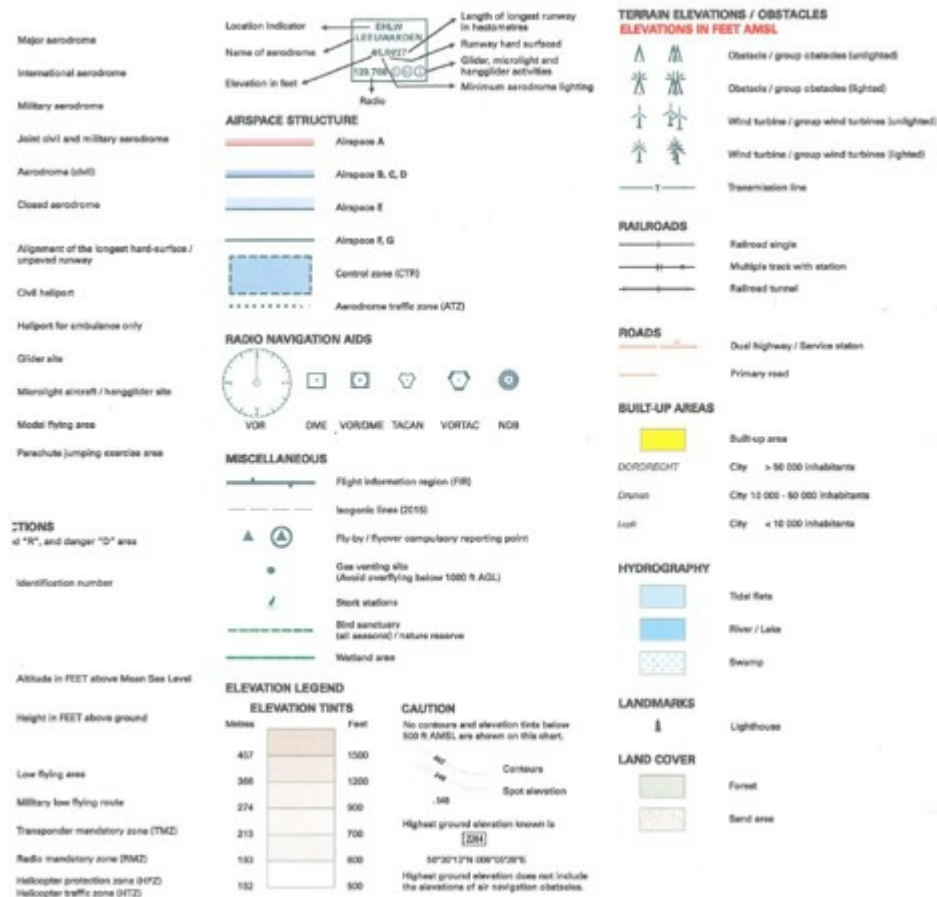 Major aerodrome
International aerodrome
Military aerodrome
Joint civil and military aerodrome
Aerodrome (civil)
Closed aerodrome
Alignment of the longest hard-surface /
unpaved runway
Civil heliport
Heliport for ambulance only
Glider site
Microlight aircraft / hangglider site
Model flying area
Parachute jumping exercise area
CTIONS
"R", and danger "D" area
Identification number
Altitude in FEET above Mean Sea Level
Height in FEET above ground
Low flying area
Military low flying route
Transponder mandatory zone (TMZ)
Radio mandatory zone (RMZ)
Helicopter protection zone (HPZ)
Helicopter traffic zone (HTZ)
Location Indicator
Name of aerodrome
Elevation in feet
EHLW
LEEUWARDEN
Radio
Length of longest runway
in hectometres
Runway hard surfaced
Glider, microlight and
hangglider activities
Minimum aerodrome lighting
AIRSPACE STRUCTURE
Airspace A
Airspace B, C, D
Airspace E
Airspace F, G
Control zone (CTR)
Aerodrome traffic zone (ATZ)
RADIO NAVIGATION AIDS
VOR DME VOR/DME TACAN VORTAC NDB
MISCELLANEOUS
Flight information region (FIR)
Isogonic lines (2015)
Fly-by / flyover compulsory reporting point
Gas venting site
(Avoid overflying below 1000 ft AGL)
Stork stations
Bird sanctuary
(all seasons) / nature reserve
Wetland area
ELEVATION LEGEND
ELEVATION TINTS
Metres Feet
457 1500
366 1200
274 900
213 700
183 600
152 500
CAUTION
No contours and elevation tints below
500 ft AMSL are shown on this chart.
Contours
Spot elevation
Highest ground elevation known is
2264
Highest ground elevation does not include
the elevations of air navigation obstacles.
TERRAIN ELEVATIONS / OBSTACLES
ELEVATIONS IN FEET AMSL
Obstacle / group obstacles (unlighted)
Obstacle / group obstacles (lighted)
Wind turbine / group wind turbines (unlighted)
Wind turbine / group wind turbines (lighted)
T
Transmission line
RAILROADS
Railroad single
Multiple track with station
Railroad tunnel
ROADS
Dual highway / Service station
Primary road
BUILT-UP AREAS
Built-up area
DORDRECHT City > 50 000 inhabitants
Drunen City 10 000 - 50 000 inhabitants
City < 10 000 inhabitants
HYDROGRAPHY
Tidal flats
River / Lake
Swamp
LANDMARKS
Lighthouse
LAND COVER
Forest
Sand area